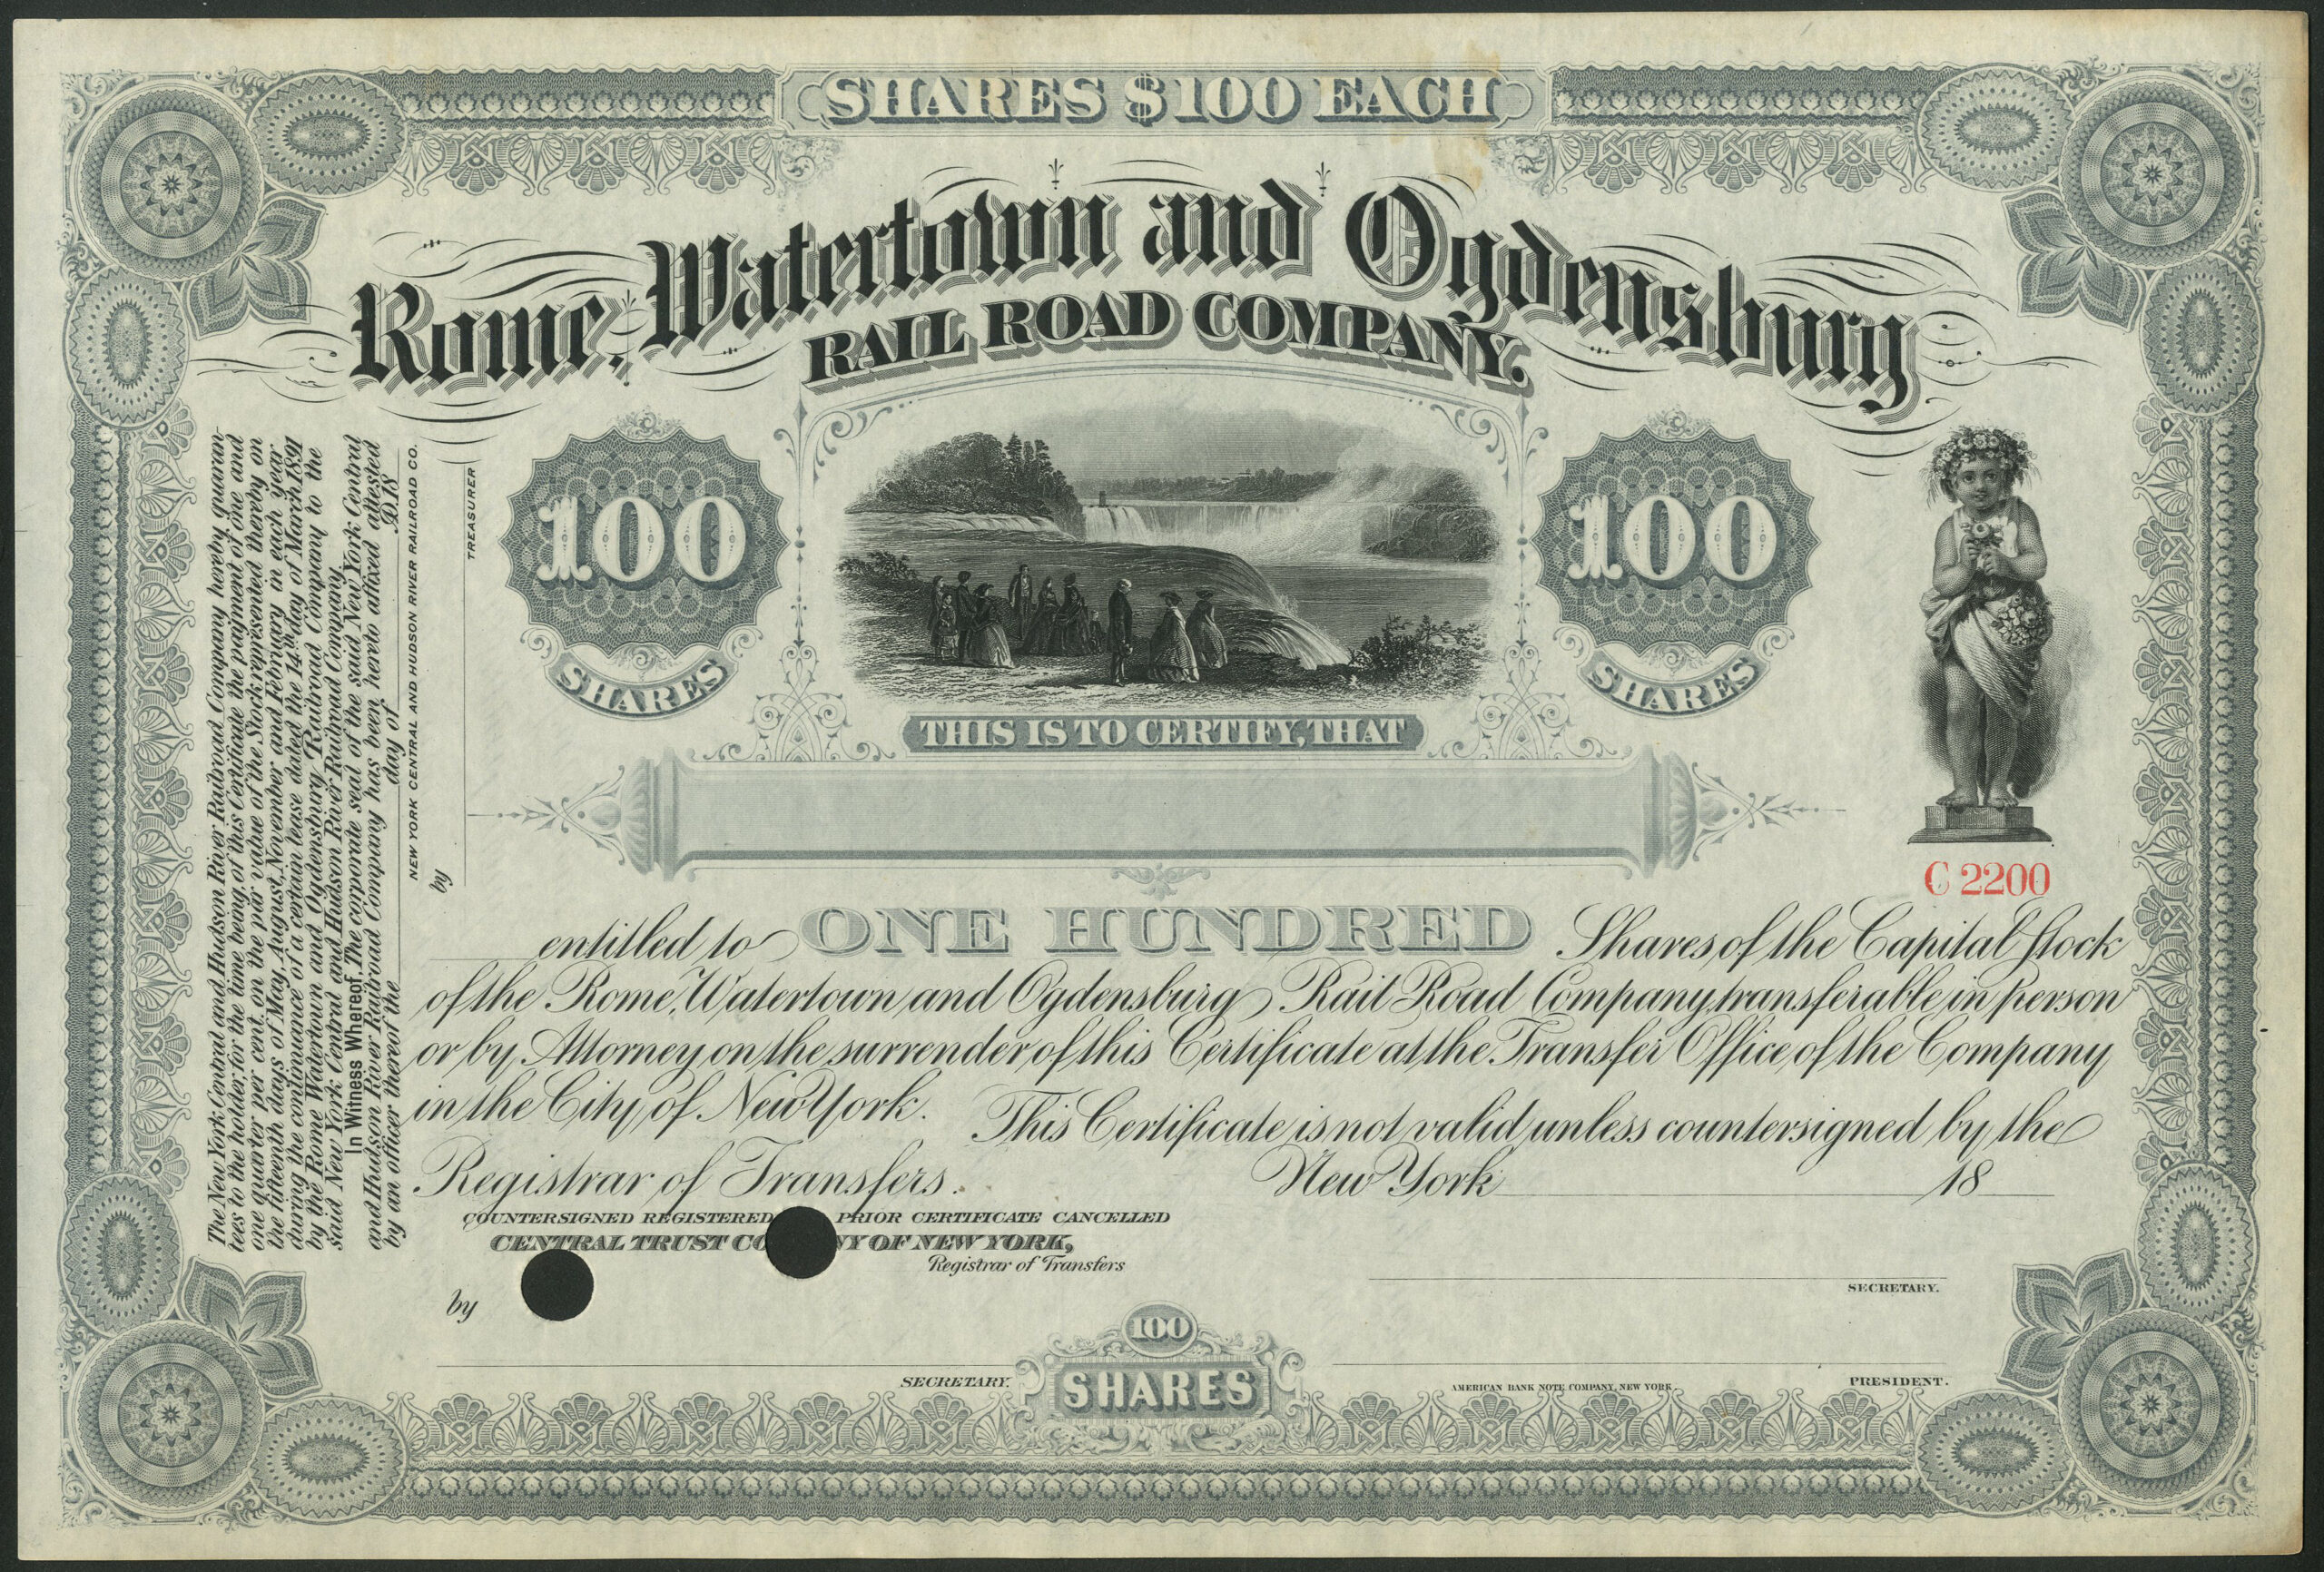 SHARES $100 EACH
Rome, Watertown and Ogdensburg
RAIL ROAD COMPANY.
100
SHARES
100
SHARES
THIS IS TO CERTIFY, THAT
C 2200
entitled to ONE HUNDRED Shares of the Capital Stock
of the Rome, Watertown and Ogdensburg Rail Road Company, transferable in person
or by Attorney on the surrender of this Certificate at the Transfer Office of the Company
in the City of New York. This Certificate is not valid unless countersigned by the
Registrar of Transfers. New York 18
COUNTERSIGNED REGISTERED PRIOR CERTIFICATE CANCELLED
CENTRAL TRUST CO NY OF NEW YORK,
Registrar of Transfers
by
SECRETARY.
SECRETARY.
PRESIDENT.
100
SHARES
AMERICAN BANK NOTE COMPANY, NEW YORK.
The New York Central and Hudson River Railroad Company hereby guaran-
tees to the holder, for the time being, of this Certificate the payment of one and
one quarter per cent. on the par value of the Stock represented thereby on
the fifteenth days of May, August, November and February in each year
during the continuance of a certain lease dated the 14th day of March 1891
by the Rome Watertown and Ogdensburg Railroad Company to the
said New York Central and Hudson River Railroad Company.
In Witness Whereof, The corporate seal of the said New York Central
and Hudson River Railroad Company has been hereto affixed attested
by an officer thereof the day of D.18
NEW YORK CENTRAL AND HUDSON RIVER RAILROAD CO.
by
TREASURER